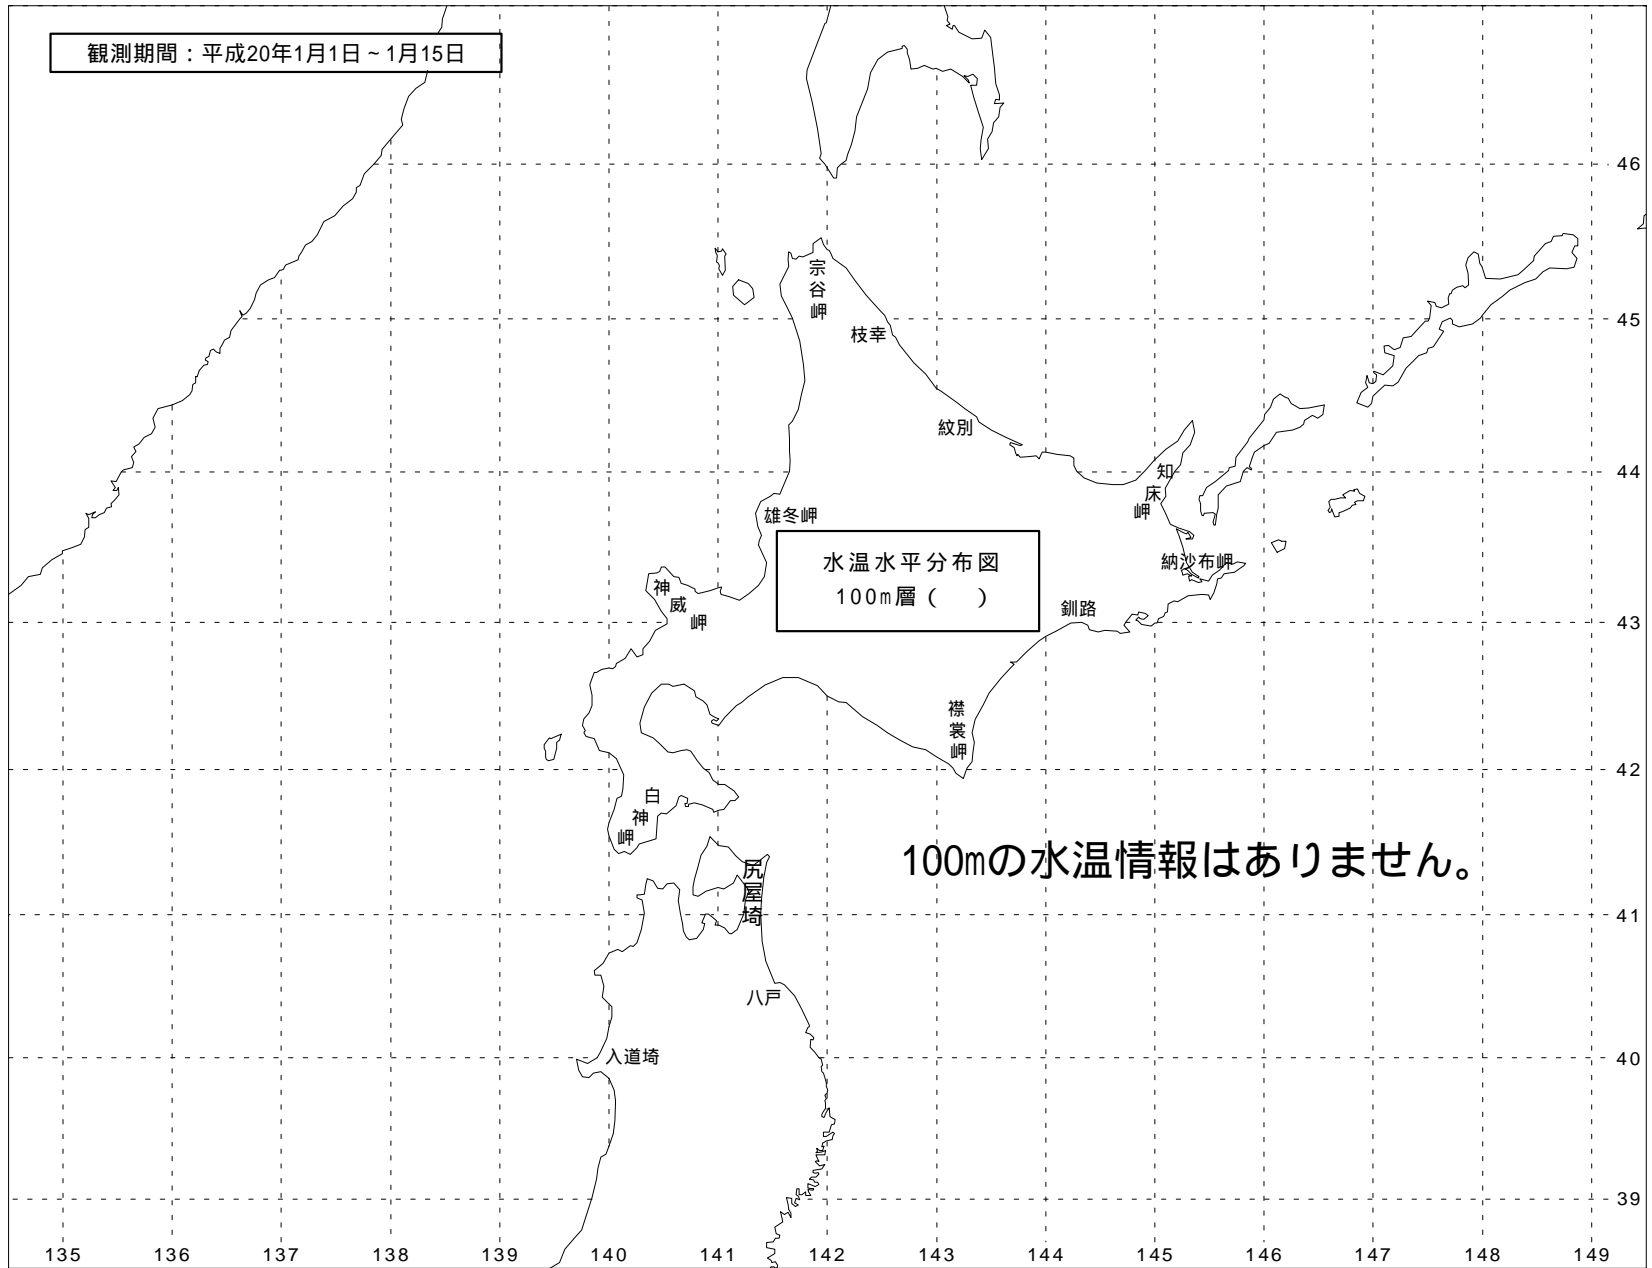 観測期間：平成20年1月1日～1月15日
46
宗谷岬
45
枝幸
紋別
44
知床岬
雄冬岬
水温水平分布図
100m層（　）
納沙布岬
神威岬
釧路
43
襟裳岬
42
白神岬
100mの水温情報はありません。
尻屋埼
41
八戸
入道埼
40
39
135 136 137 138 139 140 141 142 143 144 145 146 147 148 149